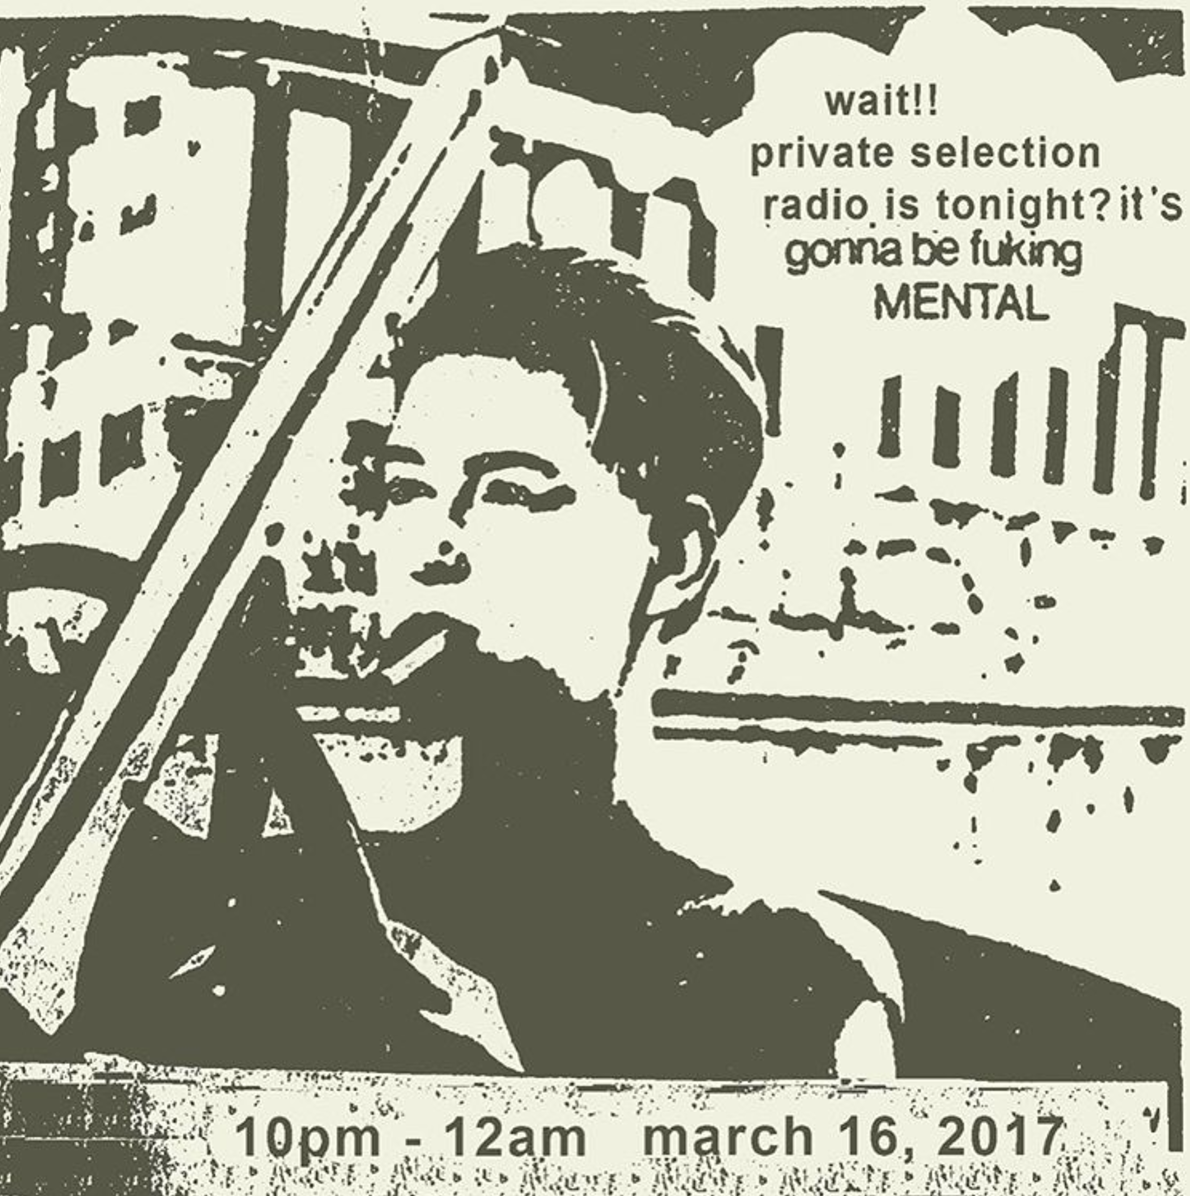 wait!!
private selection
radio is tonight? it's
gonna be fuking
MENTAL
10pm - 12am march 16, 2017